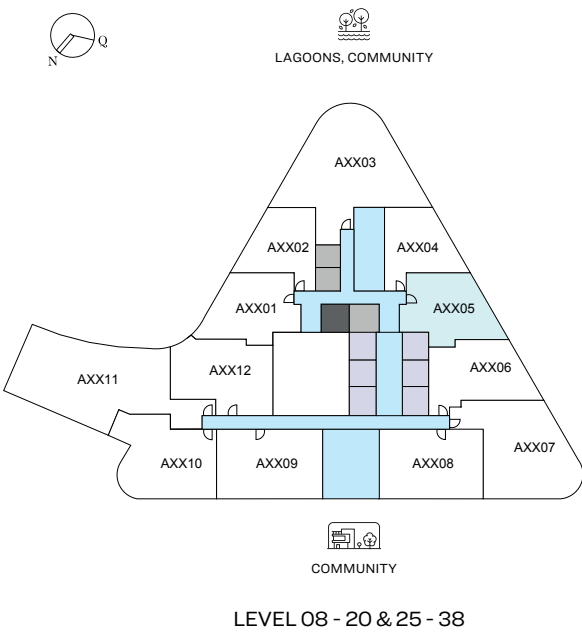 Q
N
LAGOONS, COMMUNITY
AXX03
AXX02
AXX04
AXX01
AXX05
AXX12
AXX06
AXX11
AXX07
AXX10
AXX09
AXX08
COMMUNITY
LEVEL 08 - 20 & 25 - 38